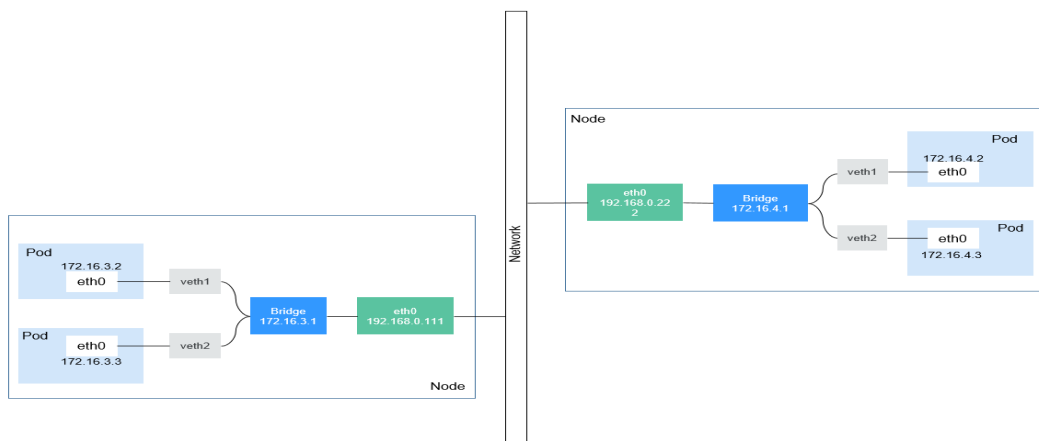 Node
Pod
172.16.3.2
eth0
veth1
Pod
eth0
172.16.3.3
veth2
Bridge
172.16.3.1
eth0
192.168.0.111
Node
Network
Node
eth0
192.168.0.22
2
Bridge
172.16.4.1
veth1
Pod
172.16.4.2
eth0
veth2
Pod
eth0
172.16.4.3